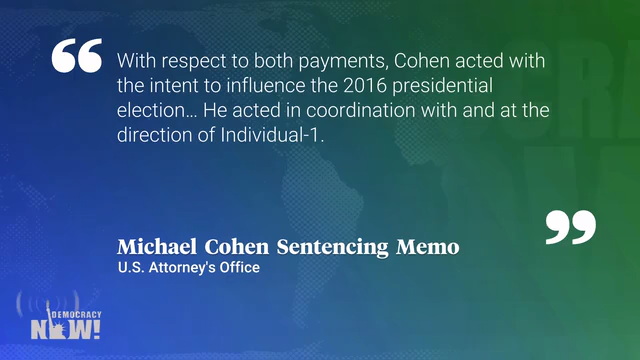 “
With respect to both payments, Cohen acted with
the intent to influence the 2016 presidential
election... He acted in coordination with and at the
direction of Individual-1.
”
Michael Cohen Sentencing Memo
U.S. Attorney's Office
DEMOCRACY
NOW!